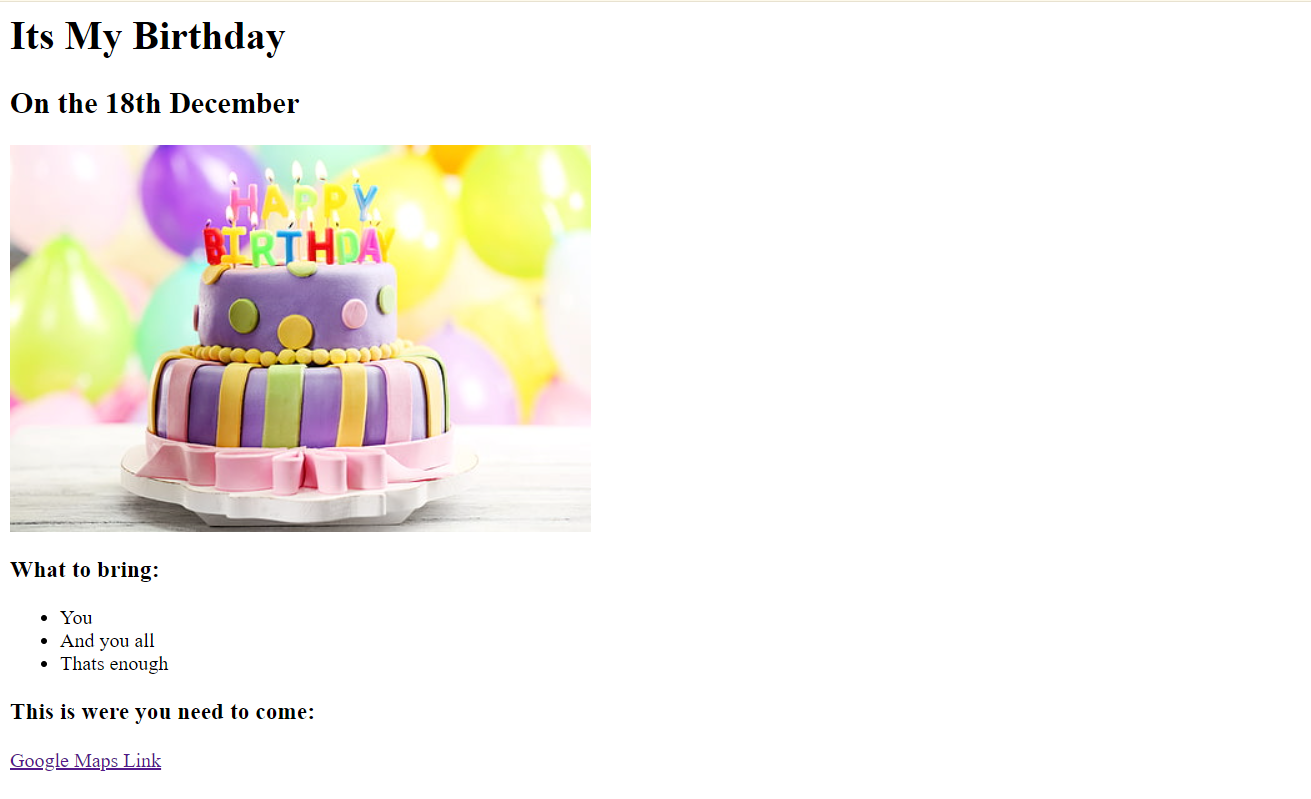 Its My Birthday
On the 18th December
HAPPY
BIRTHDAY
What to bring:
You
And you all
Thats enough
This is were you need to come:
Google Maps Link